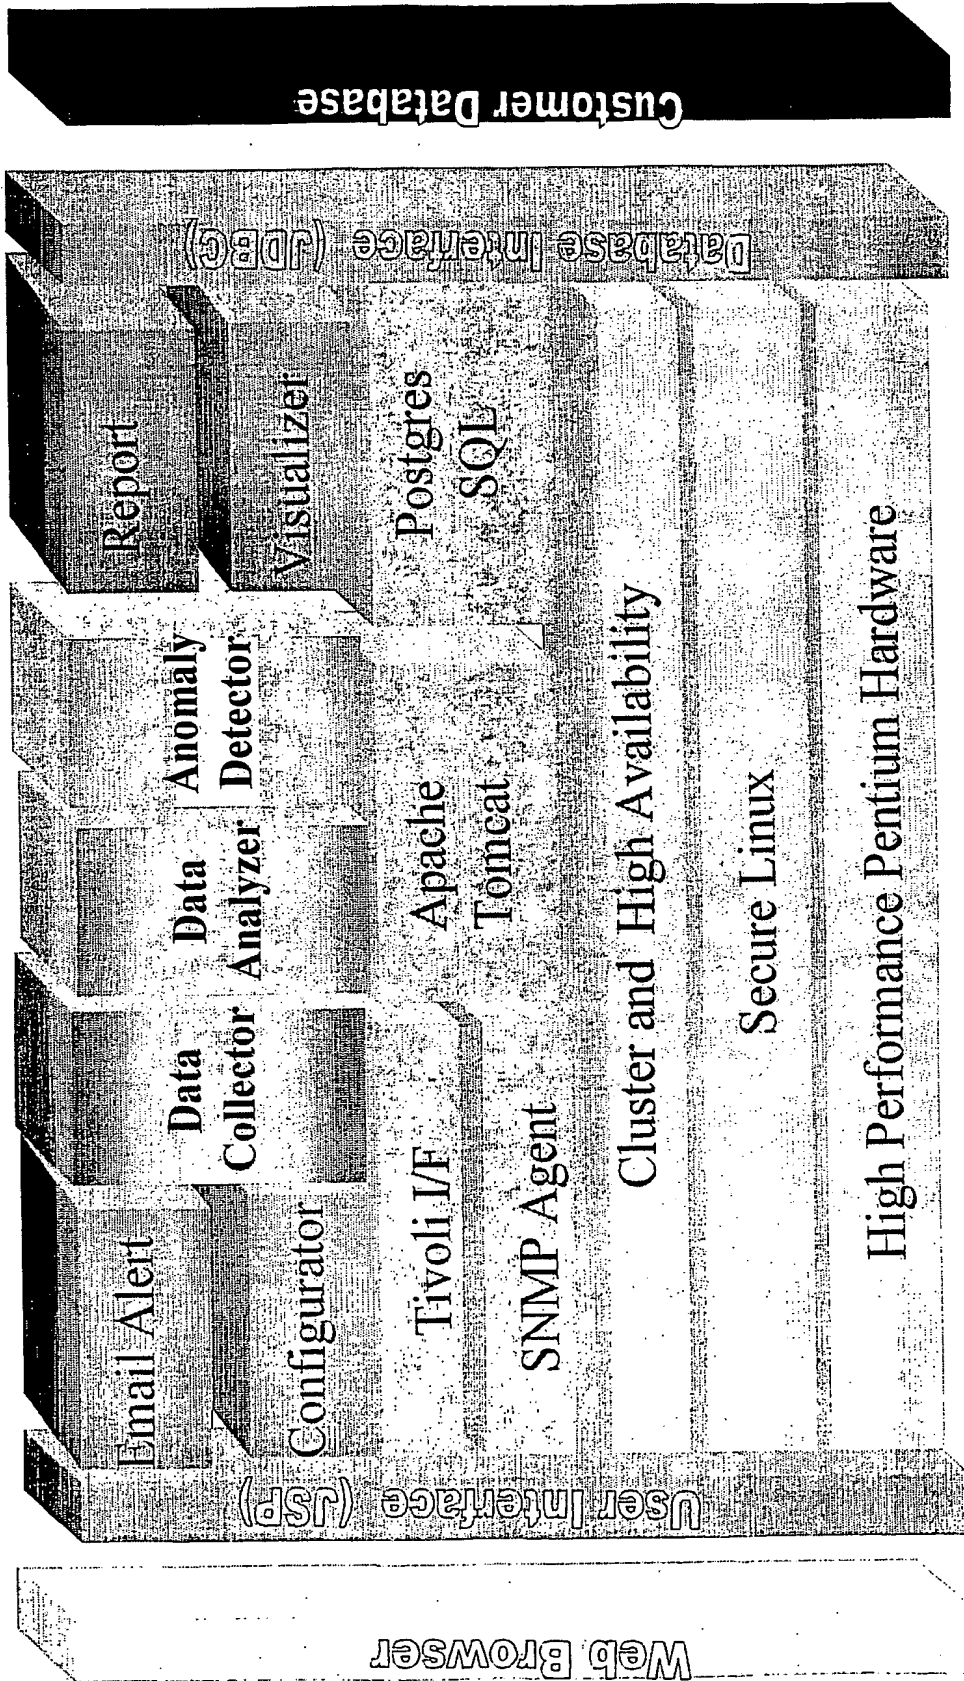 Web Browser
User Interface (JSP)
Email Alert
Configurator
Data
Collector
Data
Analyzer
Anomaly
Detector
Report
Visualizer
Tivoli I/F
SNMP Agent
Apache
Tomcat
Postgres
SQL
Cluster and High Availability
Secure Linux
High Performance Pentium Hardware
Database Interface (JDBC)
Customer Database